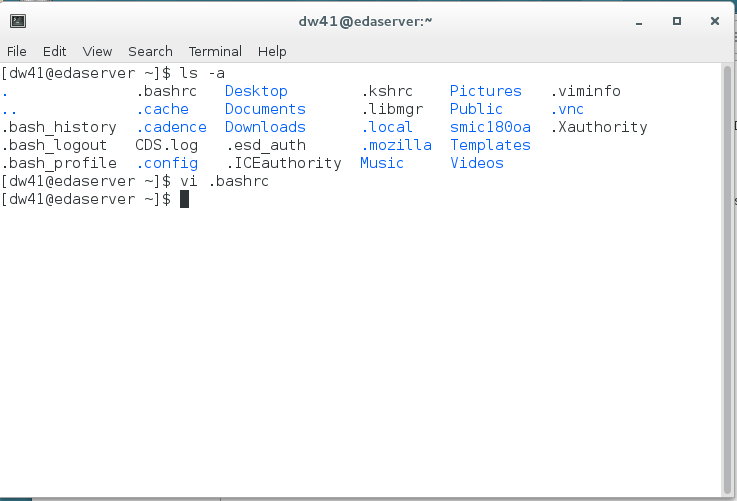 dw41@edaserver:~
File Edit View Search Terminal Help
[dw41@edaserver ~]$ ls -a
. .bashrc Desktop .kshrc Pictures .viminfo
.. .cache Documents .libmgr Public .vnc
.bash_history .cadence Downloads .local smic180oa .Xauthority
.bash_logout CDS.log .esd_auth .mozilla Templates
.bash_profile .config .ICEauthority Music Videos
[dw41@edaserver ~]$ vi .bashrc
[dw41@edaserver ~]$